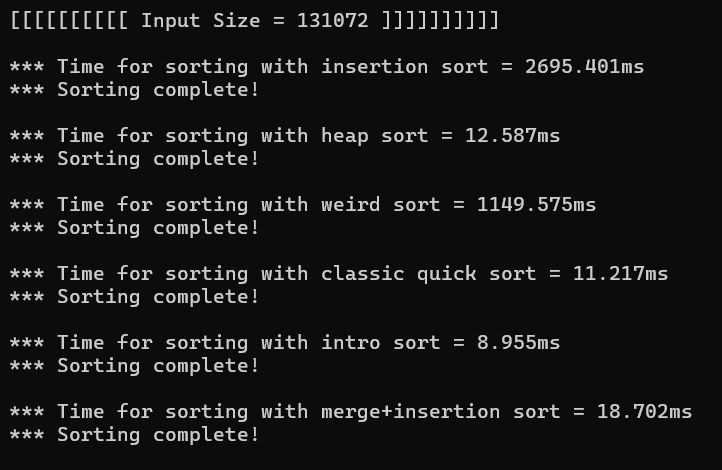 [[[[[[[[[[ Input Size = 131072 ]]]]]]]]]]
*** Time for sorting with insertion sort = 2695.401ms
*** Sorting complete!
*** Time for sorting with heap sort = 12.587ms
*** Sorting complete!
*** Time for sorting with weird sort = 1149.575ms
*** Sorting complete!
*** Time for sorting with classic quick sort = 11.217ms
*** Sorting complete!
*** Time for sorting with intro sort = 8.955ms
*** Sorting complete!
*** Time for sorting with merge+insertion sort = 18.702ms
*** Sorting complete!